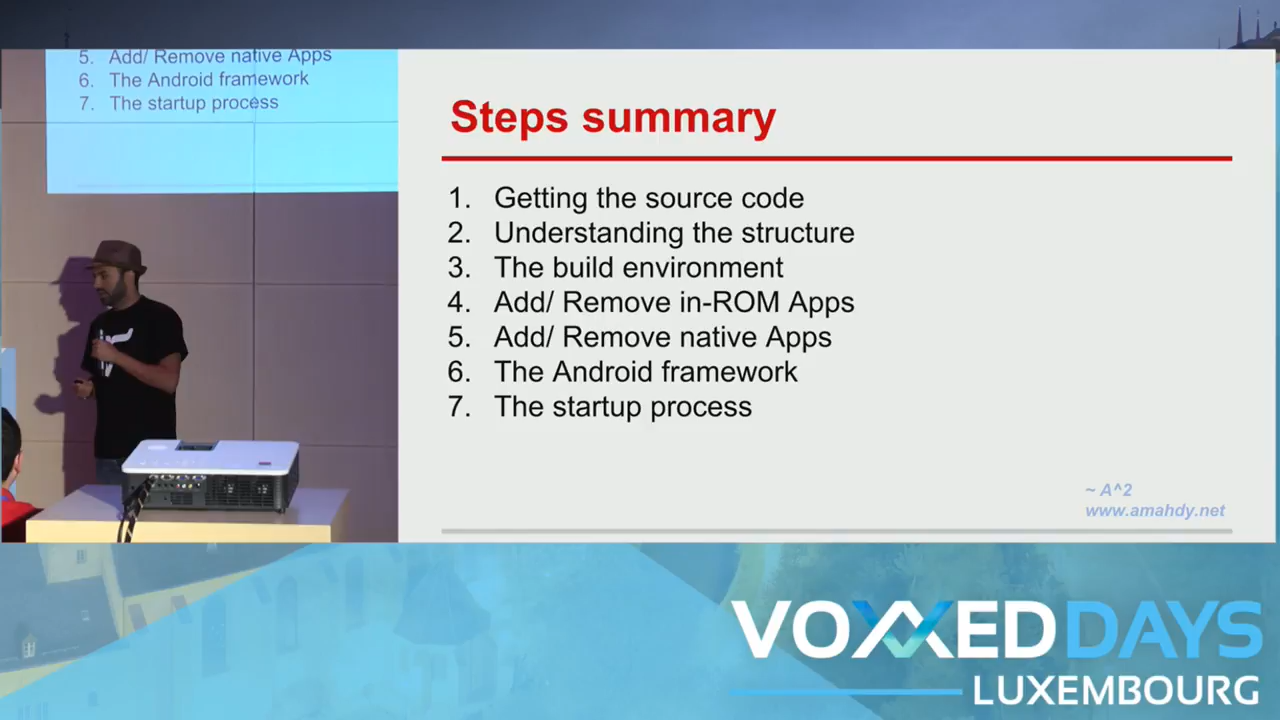 5. Add/ Remove native Apps
6. The Android framework
7. The startup process
Steps summary
1. Getting the source code
2. Understanding the structure
3. The build environment
4. Add/ Remove in-ROM Apps
5. Add/ Remove native Apps
6. The Android framework
7. The startup process
~ A^2
www.amahdy.net
VOXXED DAYS
LUXEMBOURG